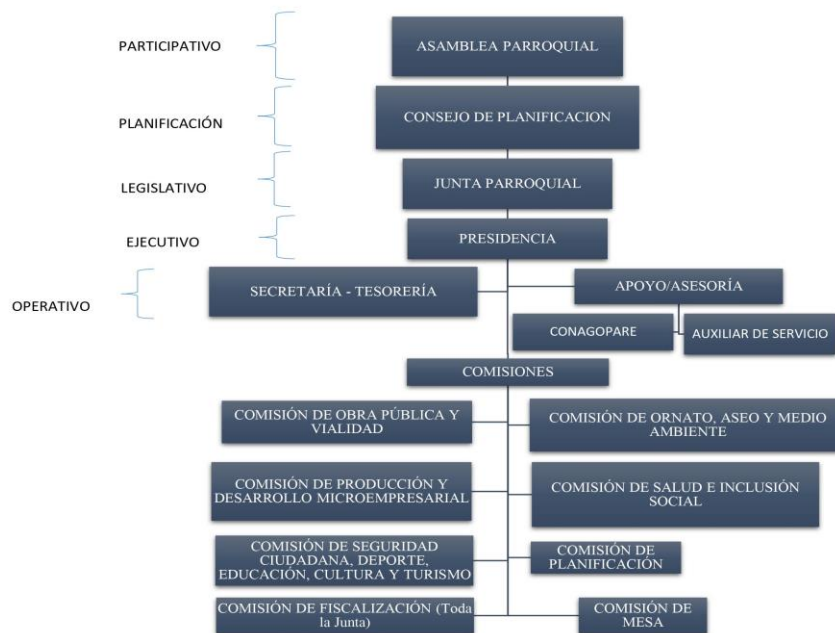 PARTICIPATIVO
ASAMBLEA PARROQUIAL
PLANIFICACIÓN
CONSEJO DE PLANIFICACION
LEGISLATIVO
JUNTA PARROQUIAL
EJECUTIVO
PRESIDENCIA
OPERATIVO
SECRETARÍA - TESORERÍA
APOYO/ASESORÍA
CONAGOPARE
AUXILIAR DE SERVICIO
COMISIONES
COMISIÓN DE OBRA PÚBLICA Y
VIALIDAD
COMISIÓN DE ORNATO, ASEO Y MEDIO
AMBIENTE
COMISIÓN DE PRODUCCIÓN Y
DESARROLLO MICROEMPRESARIAL
COMISIÓN DE SALUD E INCLUSIÓN
SOCIAL
COMISIÓN DE SEGURIDAD
CIUDADANA, DEPORTE,
EDUCACIÓN, CULTURA Y TURISMO
COMISIÓN DE
PLANIFICACIÓN
COMISIÓN DE FISCALIZACIÓN (Toda
la Junta)
COMISIÓN DE
MESA